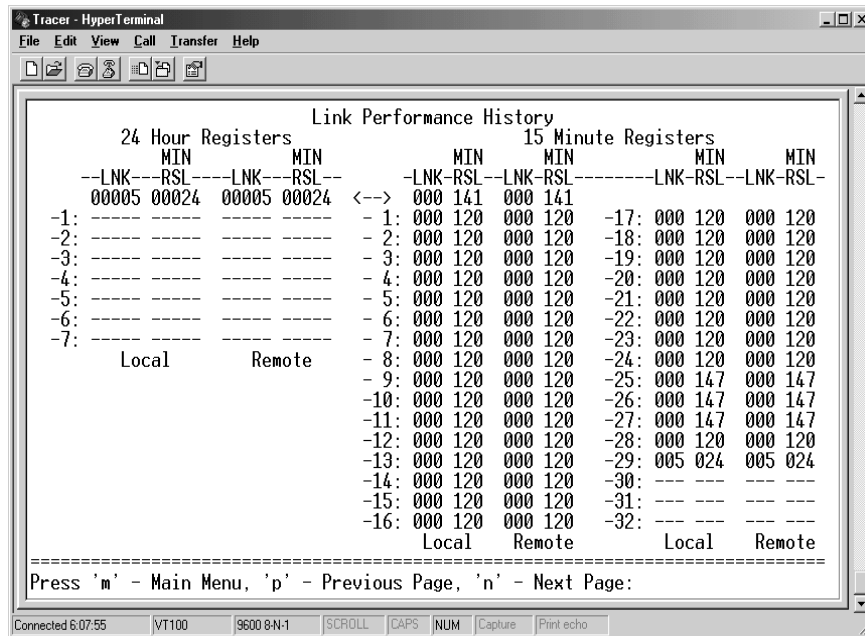 Tracer - HyperTerminal
File Edit View Call Transfer Help
Link Performance History
24 Hour Registers 15 Minute Registers
MIN MIN MIN MIN MIN MIN
--LNK---RSL----LNK---RSL-- -LNK-RSL--LNK-RSL--------LNK-RSL--LNK-RSL-
00005 00024 00005 00024 <--> 000 141 000 141
-1: ----- ----- ----- ----- - 1: 000 120 000 120 -17: 000 120 000 120
-2: ----- ----- ----- ----- - 2: 000 120 000 120 -18: 000 120 000 120
-3: ----- ----- ----- ----- - 3: 000 120 000 120 -19: 000 120 000 120
-4: ----- ----- ----- ----- - 4: 000 120 000 120 -20: 000 120 000 120
-5: ----- ----- ----- ----- - 5: 000 120 000 120 -21: 000 120 000 120
-6: ----- ----- ----- ----- - 6: 000 120 000 120 -22: 000 120 000 120
-7: ----- ----- ----- ----- - 7: 000 120 000 120 -23: 000 120 000 120
Local Remote - 8: 000 120 000 120 -24: 000 120 000 120
- 9: 000 120 000 120 -25: 000 147 000 147
-10: 000 120 000 120 -26: 000 147 000 147
-11: 000 120 000 120 -27: 000 147 000 147
-12: 000 120 000 120 -28: 000 120 000 120
-13: 000 120 000 120 -29: 005 024 005 024
-14: 000 120 000 120 -30: --- --- --- ---
-15: 000 120 000 120 -31: --- --- --- ---
-16: 000 120 000 120 -32: --- --- --- ---
Local Remote Local Remote
================================================================================
Press 'm' - Main Menu, 'p' - Previous Page, 'n' - Next Page:
Connected 6:07:55 VT100 9600 8-N-1 SCROLL CAPS NUM Capture Print echo